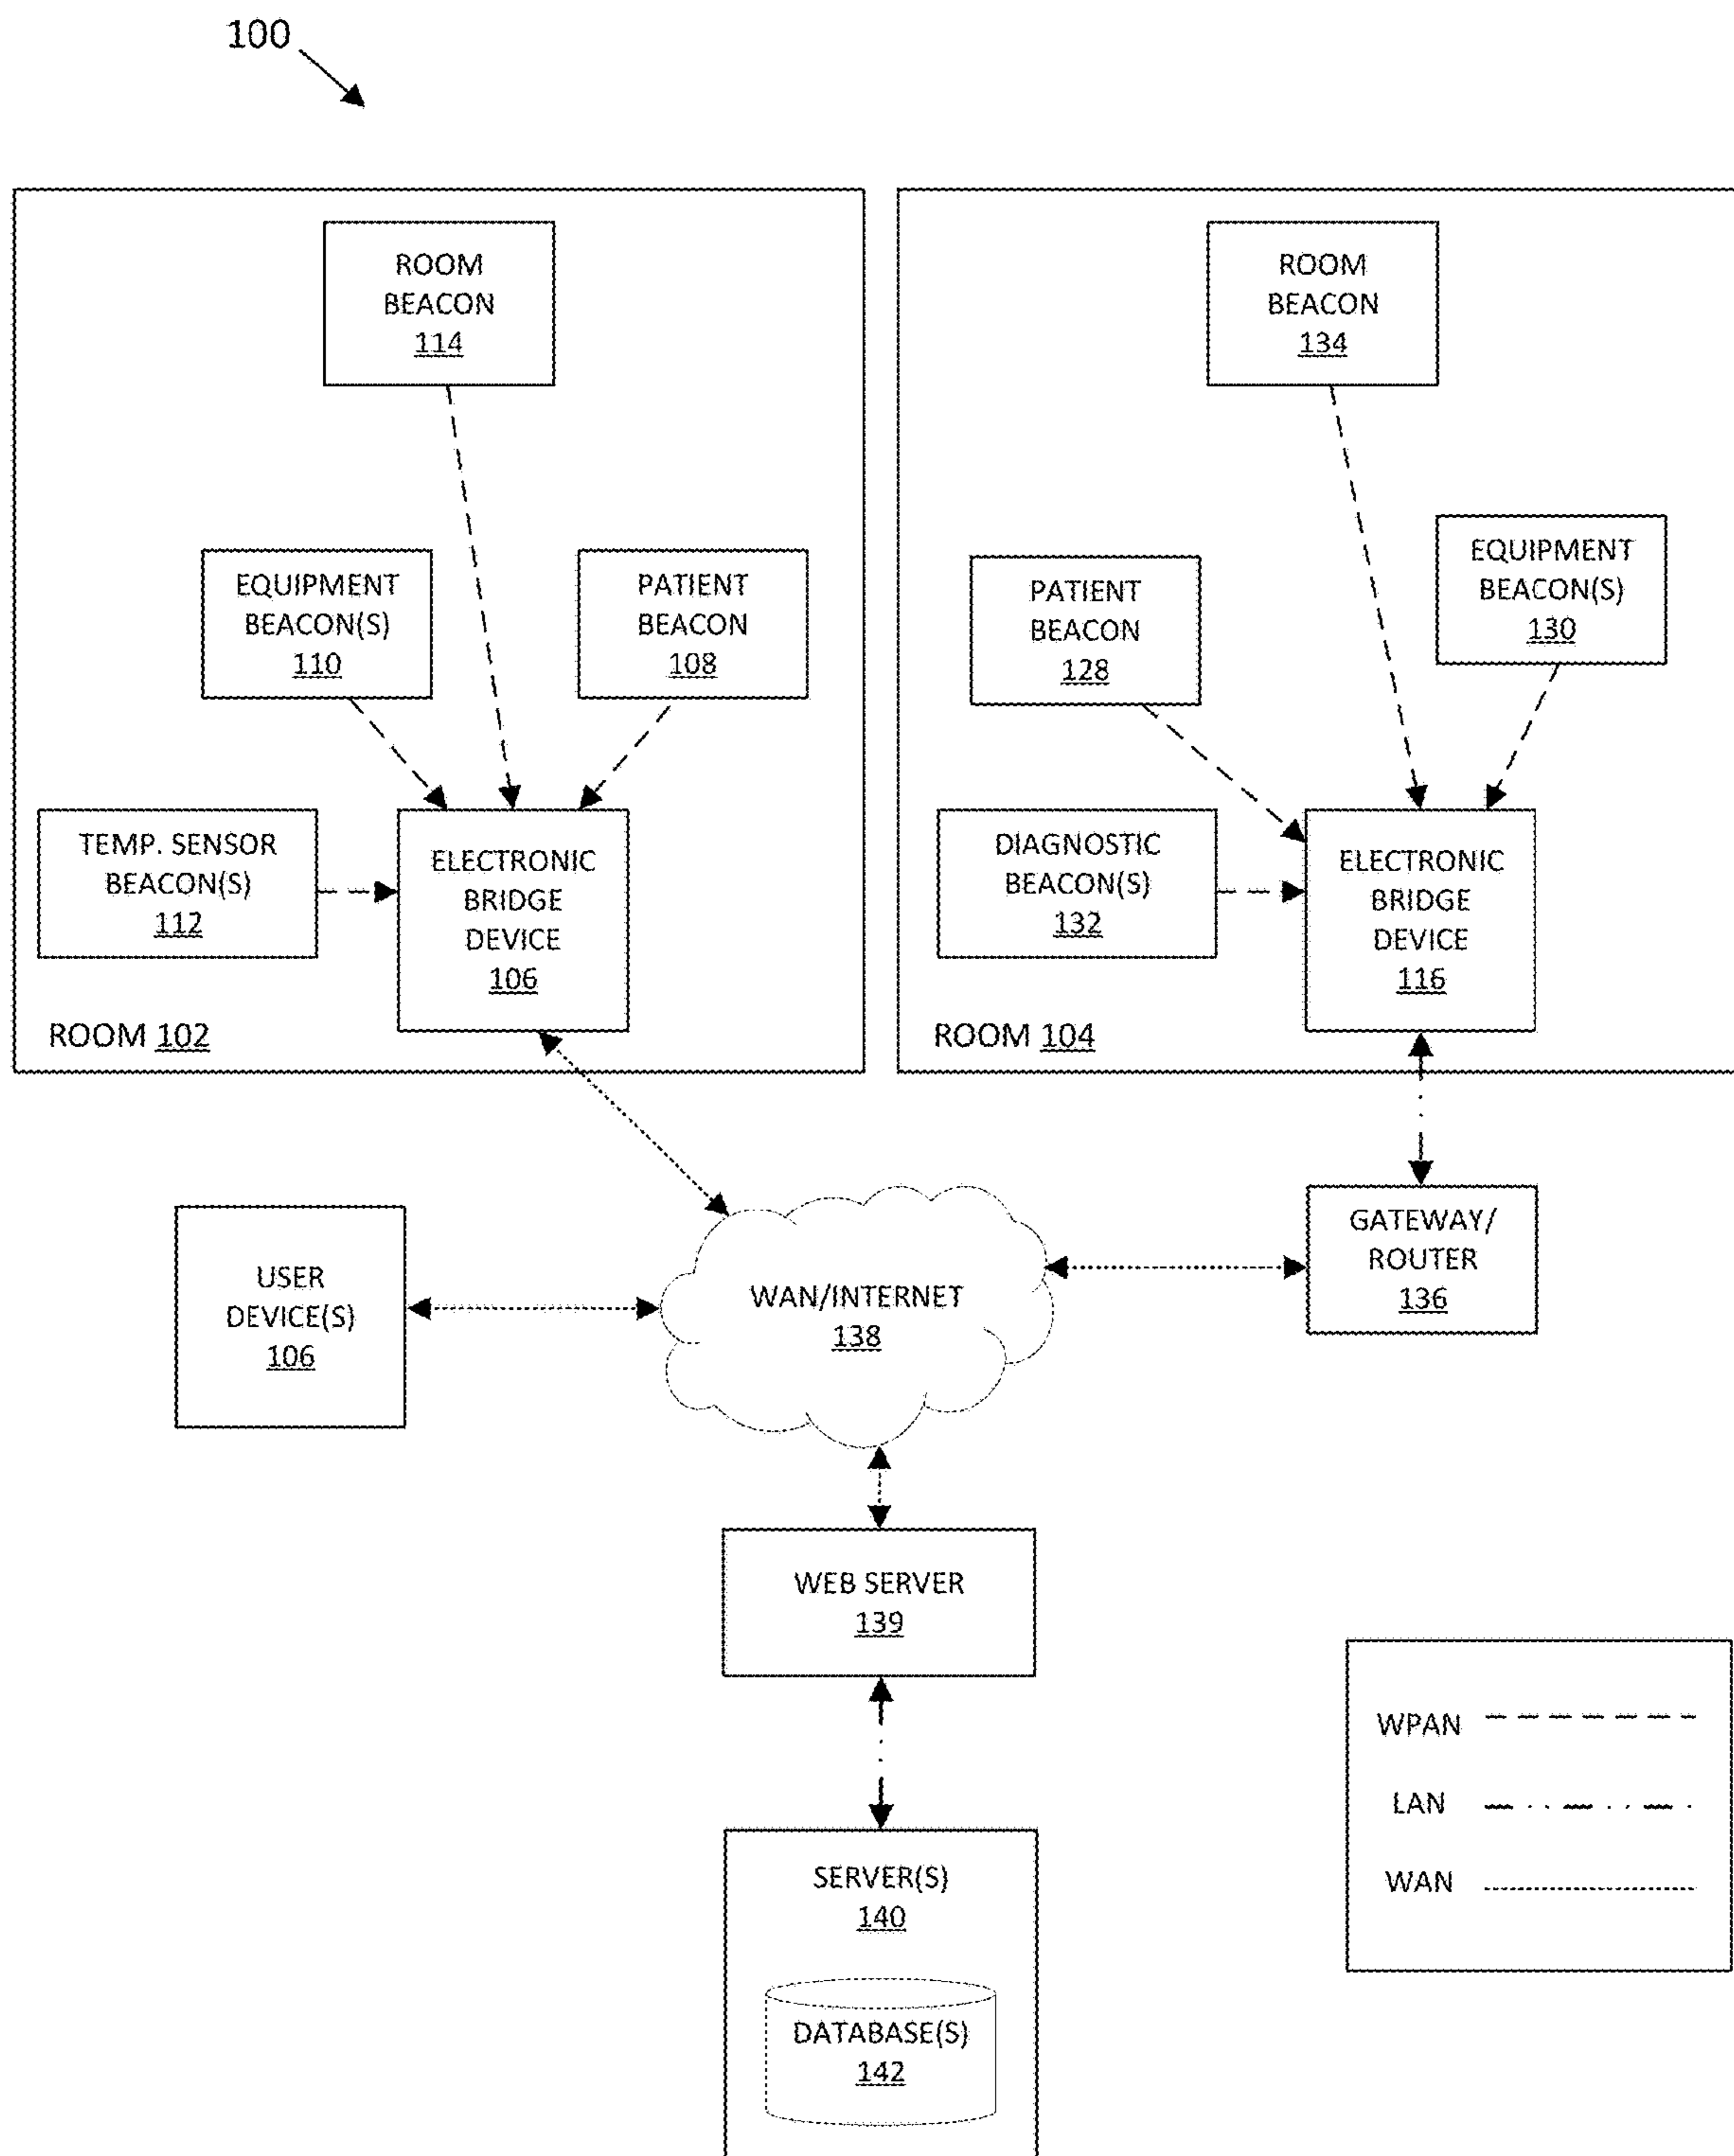 100
ROOM
BEACON
114
EQUIPMENT
BEACON(S)
110
PATIENT
BEACON
108
TEMP. SENSOR
BEACON(S)
112
ELECTRONIC
BRIDGE
DEVICE
106
ROOM 102
ROOM
BEACON
134
PATIENT
BEACON
128
EQUIPMENT
BEACON(S)
130
DIAGNOSTIC
BEACON(S)
132
ELECTRONIC
BRIDGE
DEVICE
116
ROOM 104
USER
DEVICE(S)
106
WAN/INTERNET
138
GATEWAY/
ROUTER
136
WEB SERVER
139
SERVER(S)
140
DATABASE(S)
142
WPAN
LAN
WAN